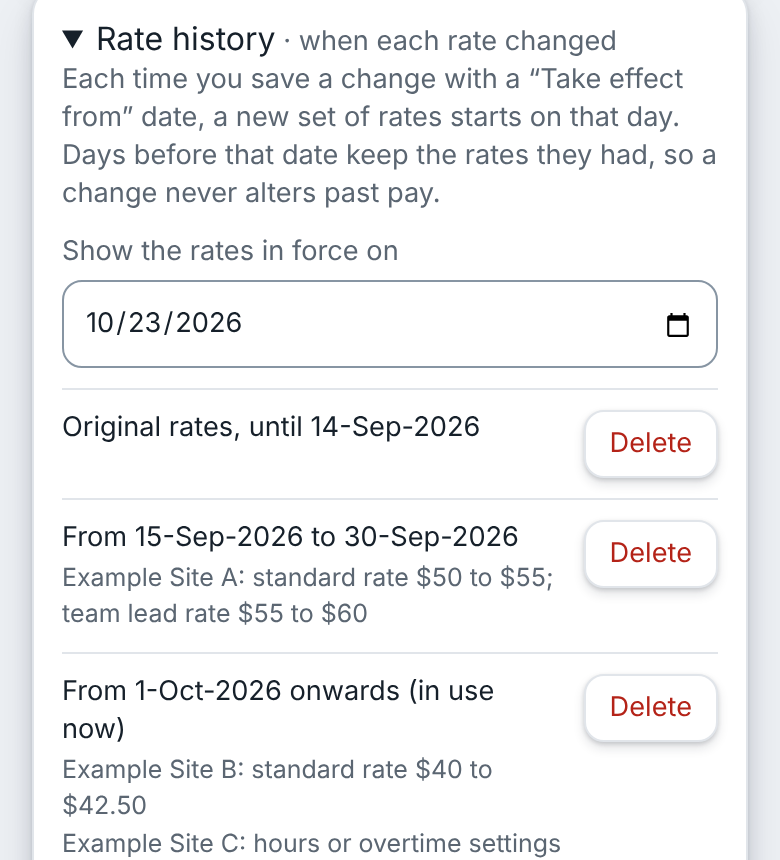 ▼ Rate history · when each rate changed
Each time you save a change with a “Take effect
from” date, a new set of rates starts on that day.
Days before that date keep the rates they had, so a
change never alters past pay.
Show the rates in force on
10/23/2026
Original rates, until 14-Sep-2026
Delete
From 15-Sep-2026 to 30-Sep-2026
Delete
Example Site A: standard rate $50 to $55;
team lead rate $55 to $60
From 1-Oct-2026 onwards (in use
now)
Delete
Example Site B: standard rate $40 to
$42.50
Example Site C: hours or overtime settings